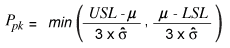 P_pk = min ( (USL - μ) / (3 x σ̂) , (μ - LSL) / (3 x σ̂) )